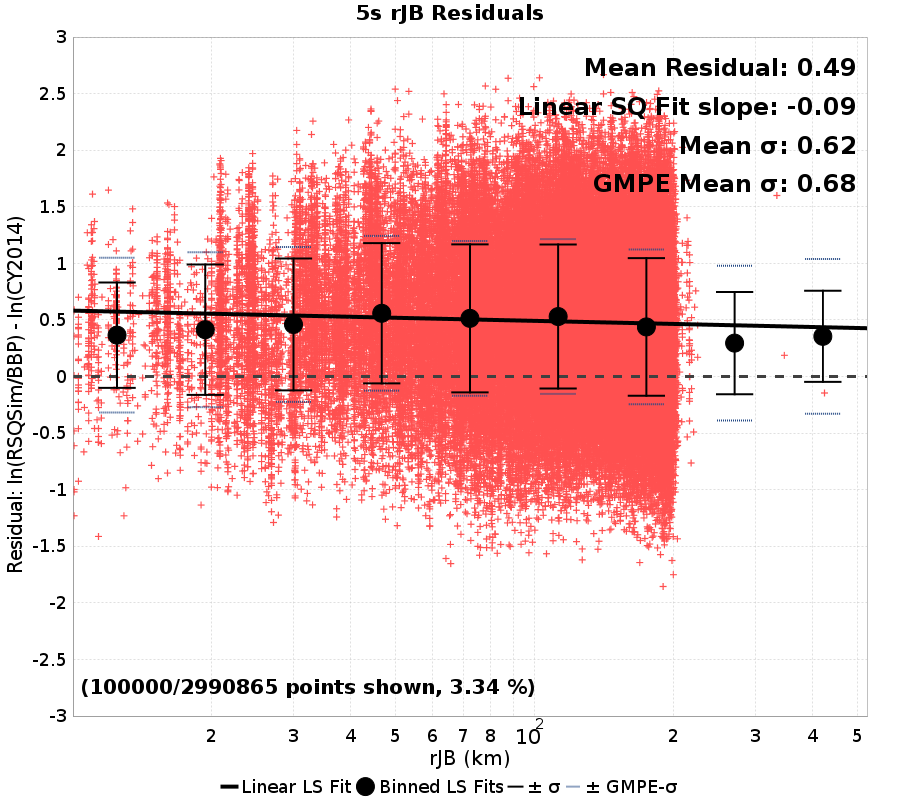 5s rJB Residuals
3
2.5
2
1.5
1
0.5
0
-0.5
-1
-1.5
-2
-2.5
-3
Residual: ln(RSQSim/BBP) - ln(CY2014)
Mean Residual: 0.49
Linear SQ Fit slope: -0.09
Mean σ: 0.62
GMPE Mean σ: 0.68
(100000/2990865 points shown, 3.34 %)
2 3 4 5 6 7 8 10² 2 3 4 5
rJB (km)
Linear LS Fit Binned LS Fits ± σ ± GMPE-σ